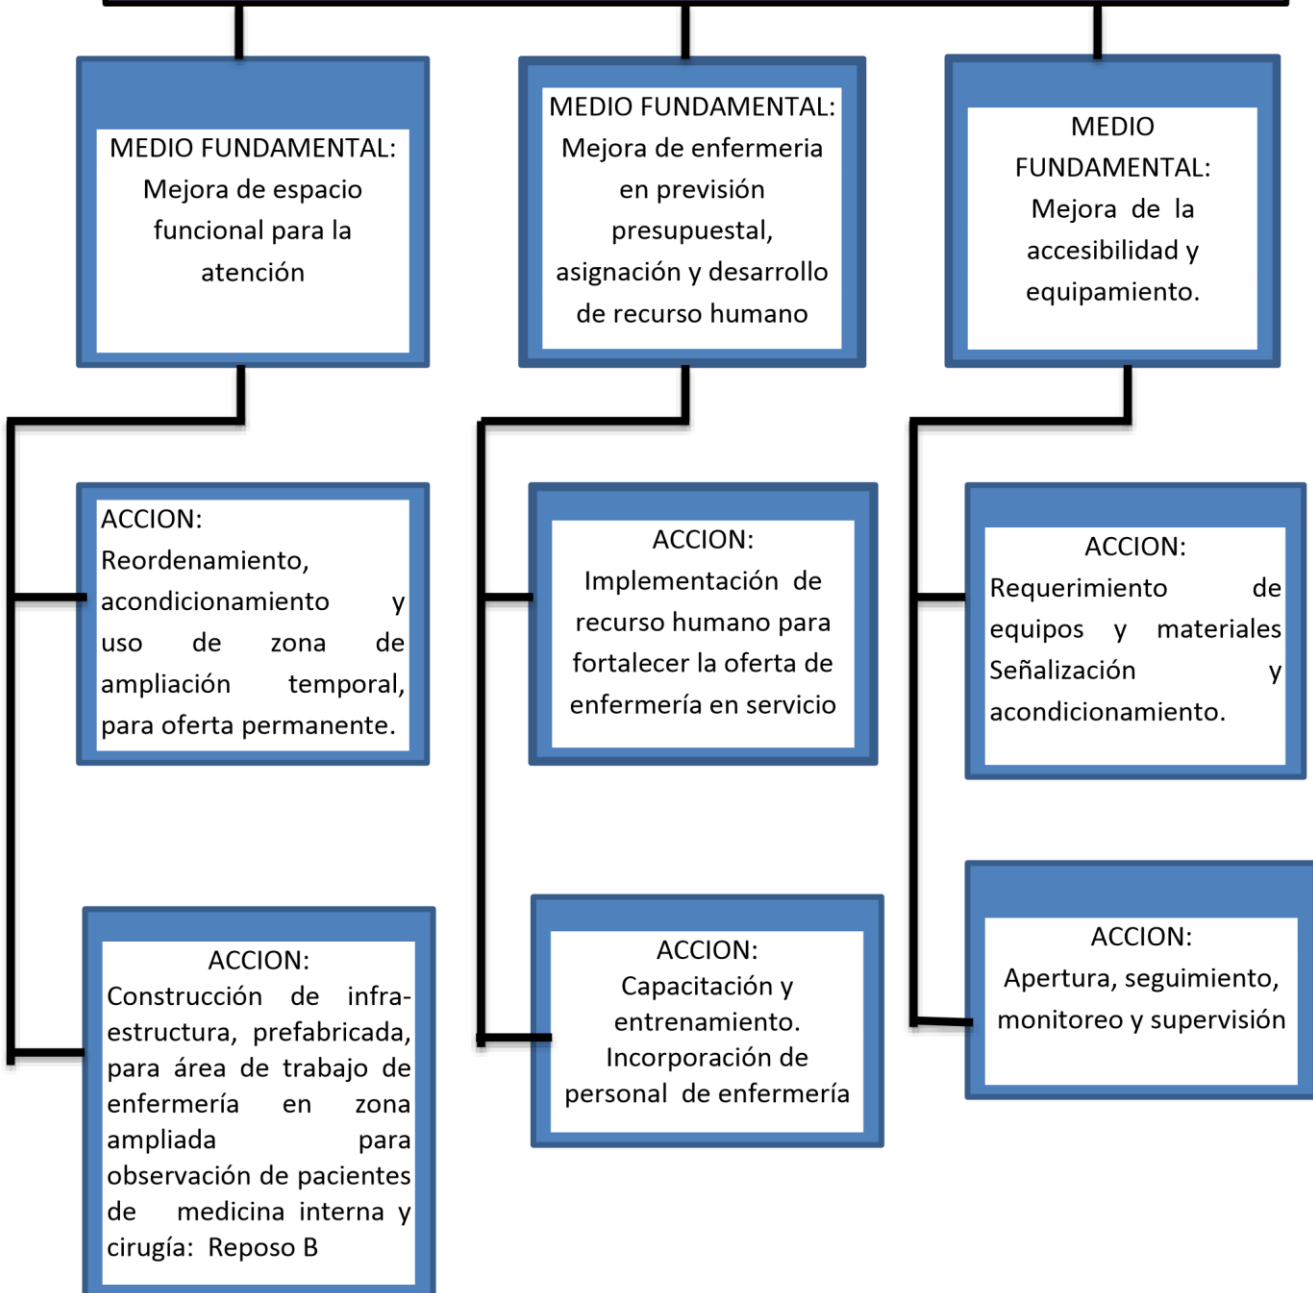 MEDIO FUNDAMENTAL:
Mejora de espacio
funcional para la
atención
MEDIO FUNDAMENTAL:
Mejora de enfermeria
en previsión
presupuestal,
asignación y desarrollo
de recurso humano
MEDIO
FUNDAMENTAL:
Mejora de la
accesibilidad y
equipamiento.
ACCION:
Reordenamiento,
acondicionamiento y
uso de zona de
ampliación temporal,
para oferta permanente.
ACCION:
Implementación de
recurso humano para
fortalecer la oferta de
enfermería en servicio
ACCION:
Requerimiento de
equipos y materiales
Señalización y
acondicionamiento.
ACCION:
Construcción de infra-
estructura, prefabricada,
para área de trabajo de
enfermería en zona
ampliada para
observación de pacientes
de medicina interna y
cirugía: Reposo B
ACCION:
Capacitación y
entrenamiento.
Incorporación de
personal de enfermería
ACCION:
Apertura, seguimiento,
monitoreo y supervisión